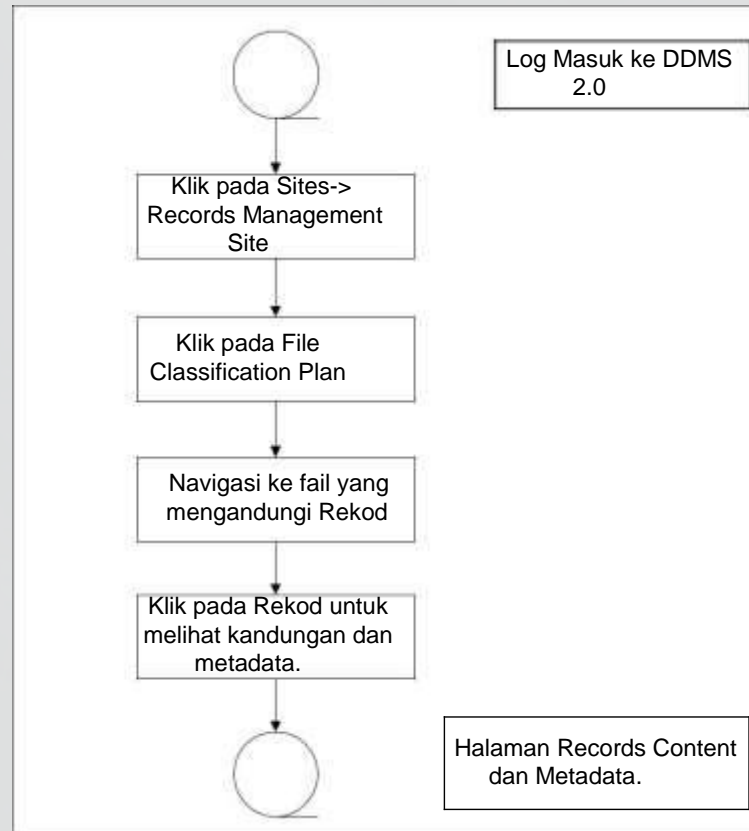 Log Masuk ke DDMS
2.0
Klik pada Sites->
Records Management
Site
Klik pada File
Classification Plan
Navigasi ke fail yang
mengandungi Rekod
Klik pada Rekod untuk
melihat kandungan dan
metadata.
Halaman Records Content
dan Metadata.